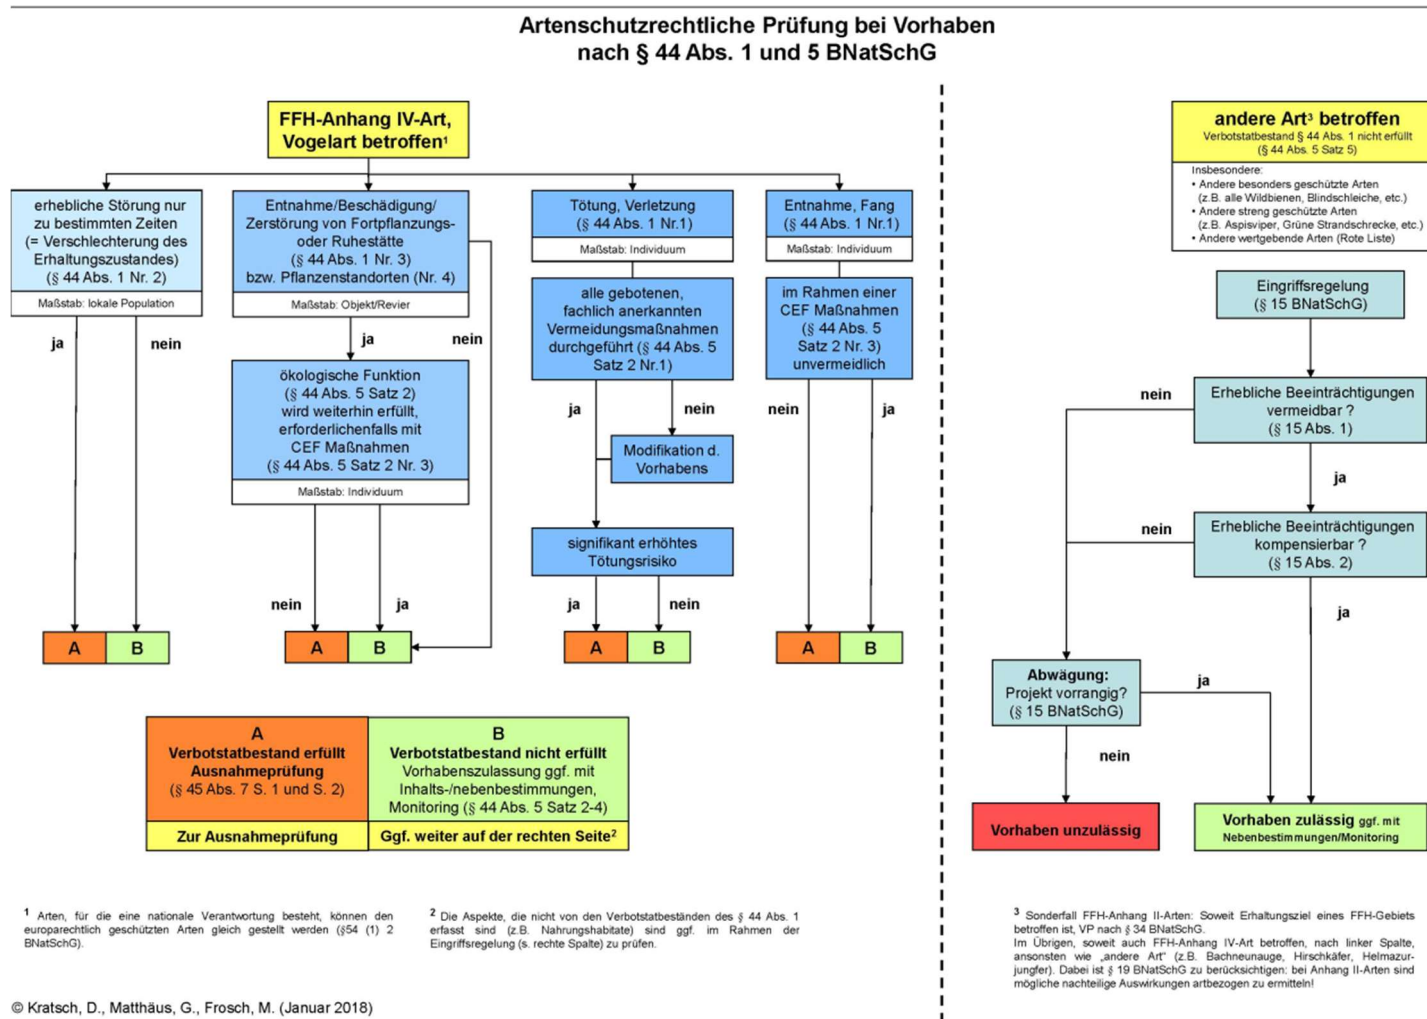 Artenschutzrechtliche Prüfung bei Vorhaben
nach § 44 Abs. 1 und 5 BNatSchG
FFH-Anhang IV-Art,
Vogelart betroffen¹
erhebliche Störung nur
zu bestimmten Zeiten
(= Verschlechterung des
Erhaltungszustandes)
(§ 44 Abs. 1 Nr. 2)
Maßstab: lokale Population
ja
nein
Entnahme/Beschädigung/
Zerstörung von Fortpflanzungs-
oder Ruhestätte
(§ 44 Abs. 1 Nr. 3)
bzw. Pflanzenstandorten (Nr. 4)
Maßstab: Objekt/Revier
ja
nein
ökologische Funktion
(§ 44 Abs. 5 Satz 2)
wird weiterhin erfüllt,
erforderlichenfalls mit
CEF Maßnahmen
(§ 44 Abs. 5 Satz 2 Nr. 3)
Maßstab: Individuum
nein
ja
Tötung, Verletzung
(§ 44 Abs. 1 Nr.1)
Maßstab: Individuum
alle gebotenen,
fachlich anerkannten
Vermeidungsmaßnahmen
durchgeführt (§ 44 Abs. 5
Satz 2 Nr.1)
ja
nein
Modifikation d.
Vorhabens
signifikant erhöhtes
Tötungsrisiko
ja
nein
Entnahme, Fang
(§ 44 Abs. 1 Nr.1)
Maßstab: Individuum
im Rahmen einer
CEF Maßnahmen
(§ 44 Abs. 5
Satz 2 Nr. 3)
unvermeidlich
nein
ja
A B
A B
A B
A B
A
Verbotstatbestand erfüllt
Ausnahmeprüfung
(§ 45 Abs. 7 S. 1 und S. 2)
Zur Ausnahmeprüfung
B
Verbotstatbestand nicht erfüllt
Vorhabenszulassung ggf. mit
Inhalts-/nebenbestimmungen,
Monitoring (§ 44 Abs. 5 Satz 2-4)
Ggf. weiter auf der rechten Seite²
andere Art³ betroffen
Verbotstatbestand § 44 Abs. 1 nicht erfüllt
(§ 44 Abs. 5 Satz 5)
Insbesondere:
• Andere besonders geschützte Arten
(z.B. alle Wildbienen, Blindschleiche, etc.)
• Andere streng geschützte Arten
(z.B. Aspisviper, Grüne Strandschrecke, etc.)
• Andere wertgebende Arten (Rote Liste)
Eingriffsregelung
(§ 15 BNatSchG)
nein
Erhebliche Beeinträchtigungen
vermeidbar ?
(§ 15 Abs. 1)
ja
nein
Erhebliche Beeinträchtigungen
kompensierbar ?
(§ 15 Abs. 2)
ja
Abwägung:
Projekt vorrangig?
(§ 15 BNatSchG)
ja
nein
Vorhaben unzulässig
Vorhaben zulässig ggf. mit
Nebenbestimmungen/Monitoring
¹ Arten, für die eine nationale Verantwortung besteht, können den
europarechtlich geschützten Arten gleich gestellt werden (§54 (1) 2
BNatSchG).
² Die Aspekte, die nicht von den Verbotstatbeständen des § 44 Abs. 1
erfasst sind (z.B. Nahrungshabitate) sind ggf. im Rahmen der
Eingriffsregelung (s. rechte Spalte) zu prüfen.
³ Sonderfall FFH-Anhang II-Arten: Soweit Erhaltungsziel eines FFH-Gebiets
betroffen ist, VP nach § 34 BNatSchG.
Im Übrigen, soweit auch FFH-Anhang IV-Art betroffen, nach linker Spalte,
ansonsten wie „andere Art“ (z.B. Bachneunauge, Hirschkäfer, Helmazur-
jungfer). Dabei ist § 19 BNatSchG zu berücksichtigen: bei Anhang II-Arten sind
mögliche nachteilige Auswirkungen artbezogen zu ermitteln!
© Kratsch, D., Matthäus, G., Frosch, M. (Januar 2018)